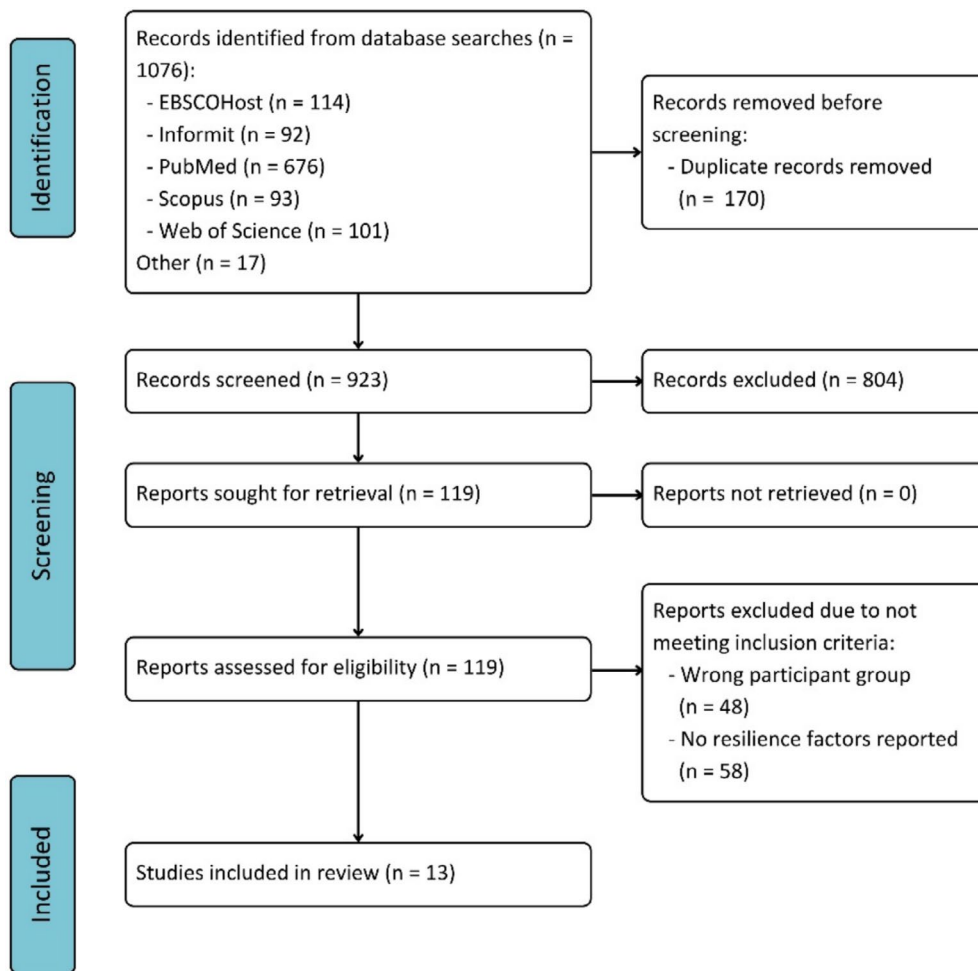 Identification
Records identified from database searches (n =
1076):
- EBSCOHost (n = 114)
- Informit (n = 92)
- PubMed (n = 676)
- Scopus (n = 93)
- Web of Science (n = 101)
Other (n = 17)
Records removed before
screening:
- Duplicate records removed
(n = 170)
Screening
Records screened (n = 923)
Records excluded (n = 804)
Reports sought for retrieval (n = 119)
Reports not retrieved (n = 0)
Reports assessed for eligibility (n = 119)
Reports excluded due to not
meeting inclusion criteria:
- Wrong participant group
(n = 48)
- No resilience factors reported
(n = 58)
Included
Studies included in review (n = 13)